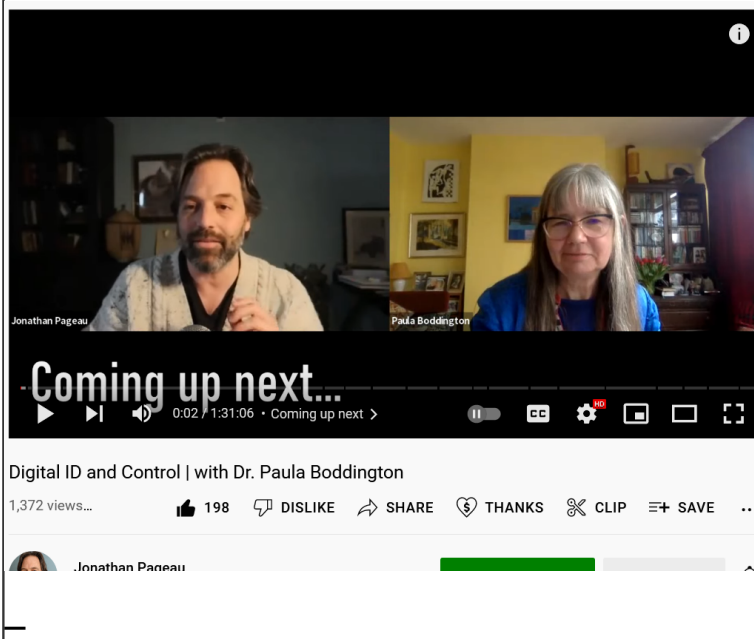 Jonathan Pageau
Paula Boddington
Coming up next...
0:02 / 1:31:06 • Coming up next
CC
HD
Digital ID and Control | with Dr. Paula Boddington
1,372 views...
198 DISLIKE SHARE THANKS CLIP SAVE
Jonathan Pageau